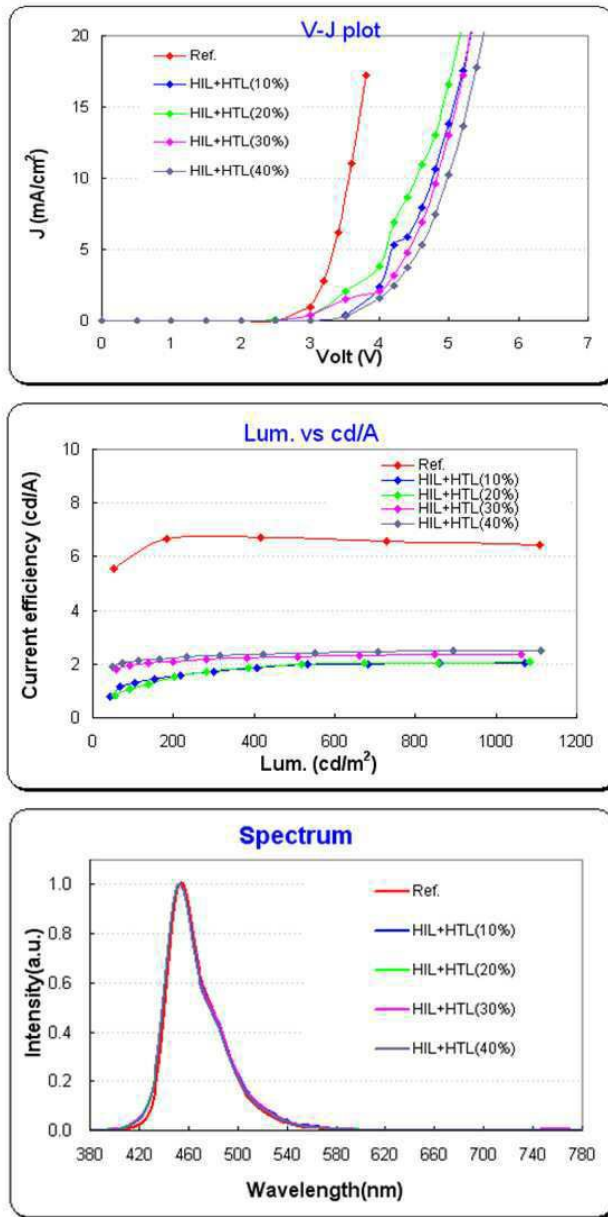 V-J plot
20
15
10
5
0
J (mA/cm²)
Ref.
HIL+HTL(10%)
HIL+HTL(20%)
HIL+HTL(30%)
HIL+HTL(40%)
0 1 2 3 4 5 6 7
Volt (V)
Lum. vs cd/A
10
8
6
4
2
0
Current efficiency (cd/A)
Ref.
HIL+HTL(10%)
HIL+HTL(20%)
HIL+HTL(30%)
HIL+HTL(40%)
0 200 400 600 800 1000 1200
Lum. (cd/m²)
Spectrum
1.0
0.8
0.6
0.4
0.2
0.0
Intensity(a.u.)
Ref.
HIL+HTL(10%)
HIL+HTL(20%)
HIL+HTL(30%)
HIL+HTL(40%)
380 420 460 500 540 580 620 660 700 740 780
Wavelength(nm)